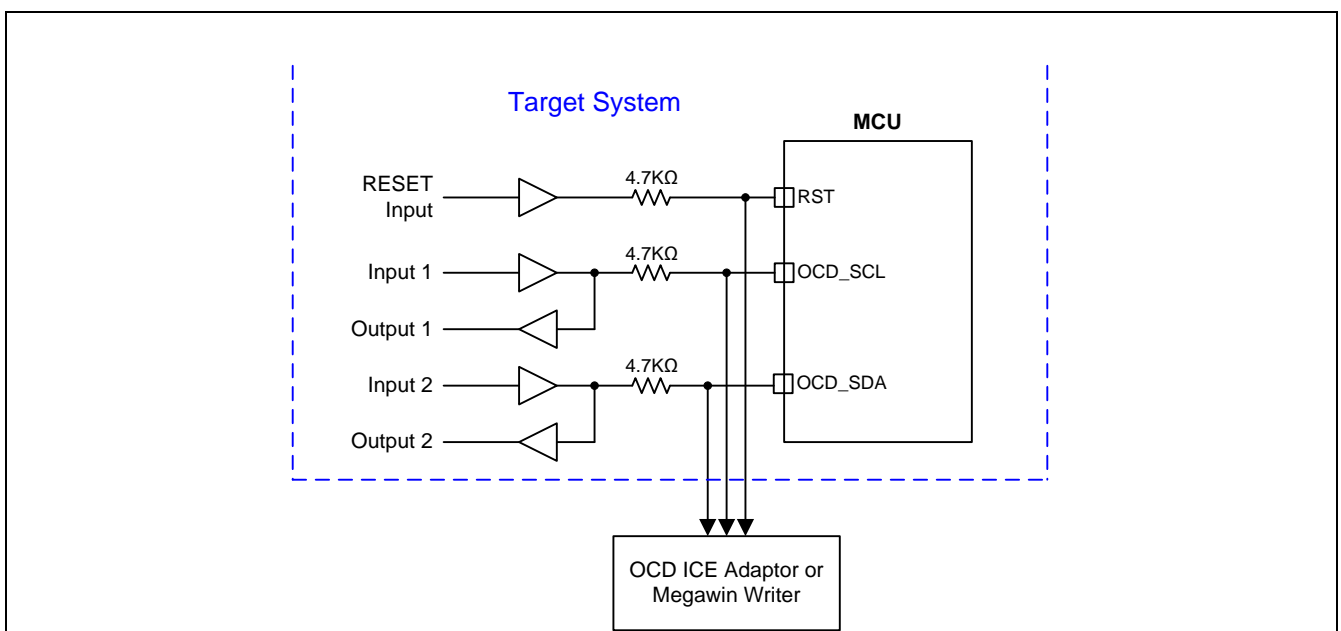 Target System
MCU
RESET
Input
4.7KΩ
RST
Input 1
4.7KΩ
OCD_SCL
Output 1
Input 2
4.7KΩ
OCD_SDA
Output 2
OCD ICE Adaptor or
Megawin Writer